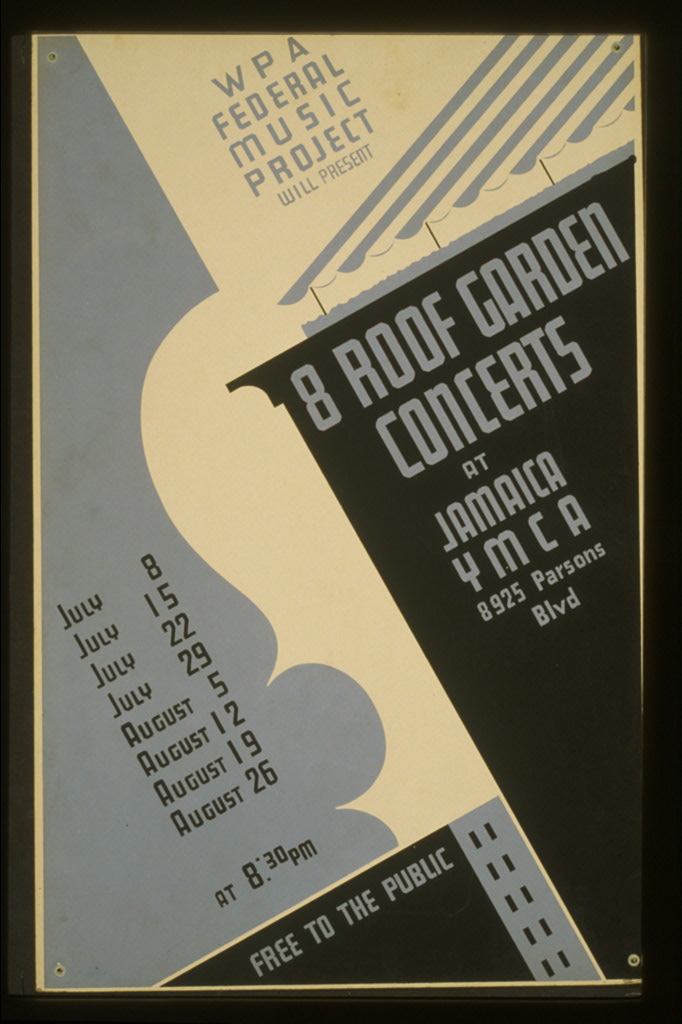 WPA
FEDERAL
MUSIC
PROJECT
WILL PRESENT
8 ROOF GARDEN
CONCERTS
AT
JAMAICA
YMCA
8925 Parsons
Blvd
July 8
July 15
July 22
July 29
August 5
August 12
August 19
August 26
AT 8:30PM
FREE TO THE PUBLIC